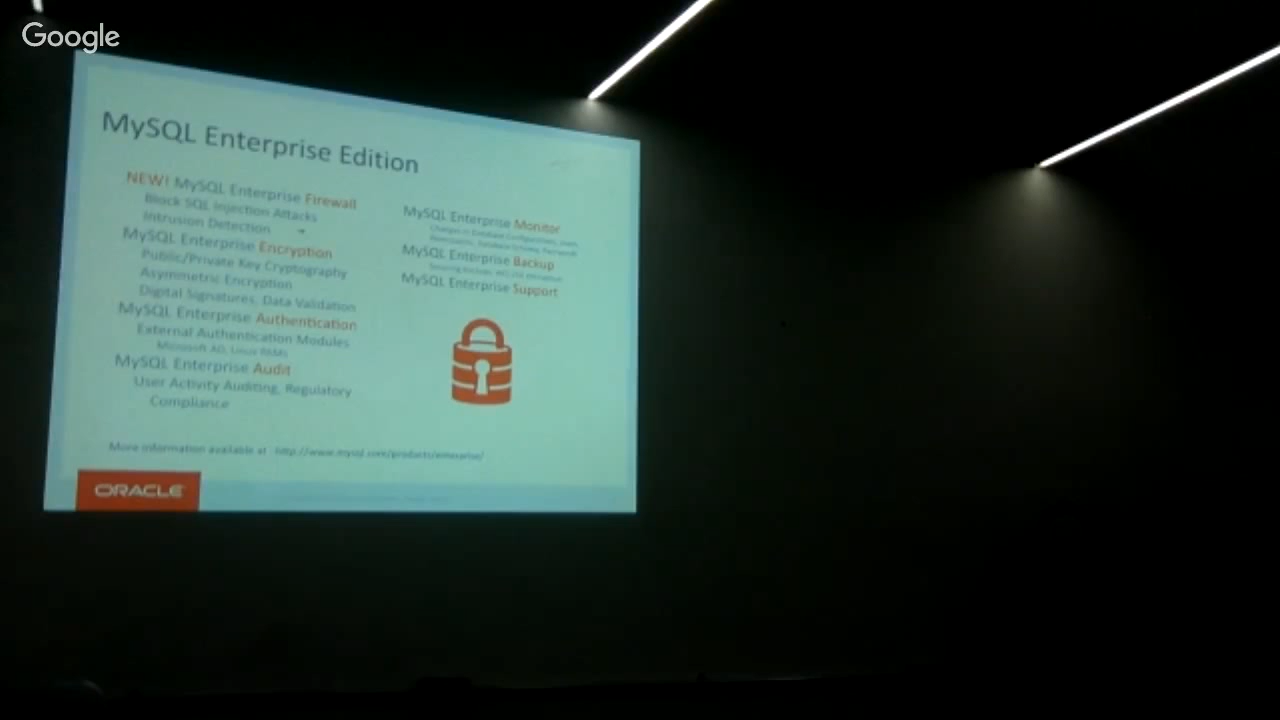 Google
MySQL Enterprise Edition
NEW! MySQL Enterprise Firewall
Block SQL Injection Attacks
Intrusion Detection
MySQL Enterprise Encryption
Public/Private Key Cryptography
Asymmetric Encryption
Digital Signatures, Data Validation
MySQL Enterprise Authentication
External Authentication Modules
Microsoft AD, Linux PAMs
MySQL Enterprise Audit
User Activity Auditing, Regulatory
Compliance
MySQL Enterprise Monitor
Changes in Database Configurations, Users
Permissions, Database Schema, Passwords
MySQL Enterprise Backup
Securing Backups, AES 256 encryption
MySQL Enterprise Support
More information available at : http://www.mysql.com/products/enterprise/
ORACLE